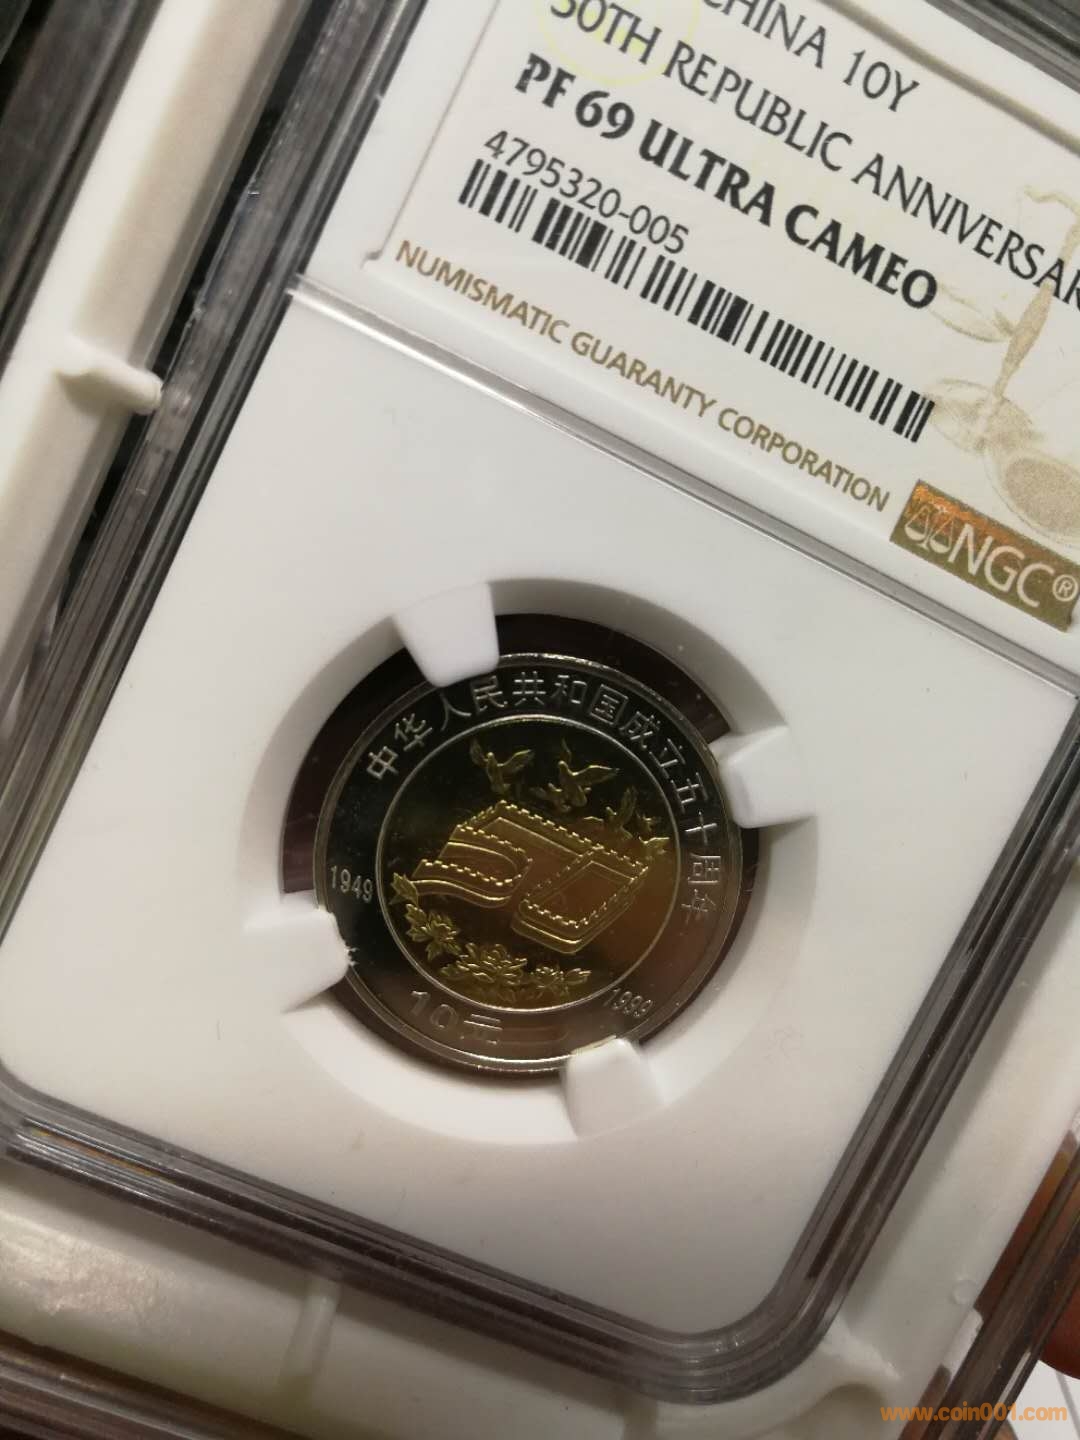 CHINA 10Y
50TH REPUBLIC ANNIVERSAR
PF 69 ULTRA CAMEO
4795320-005
NUMISMATIC GUARANTY CORPORATION
NGC®
中华人民共和国成立五十周年
1949
1999
10元
www.coin001.com